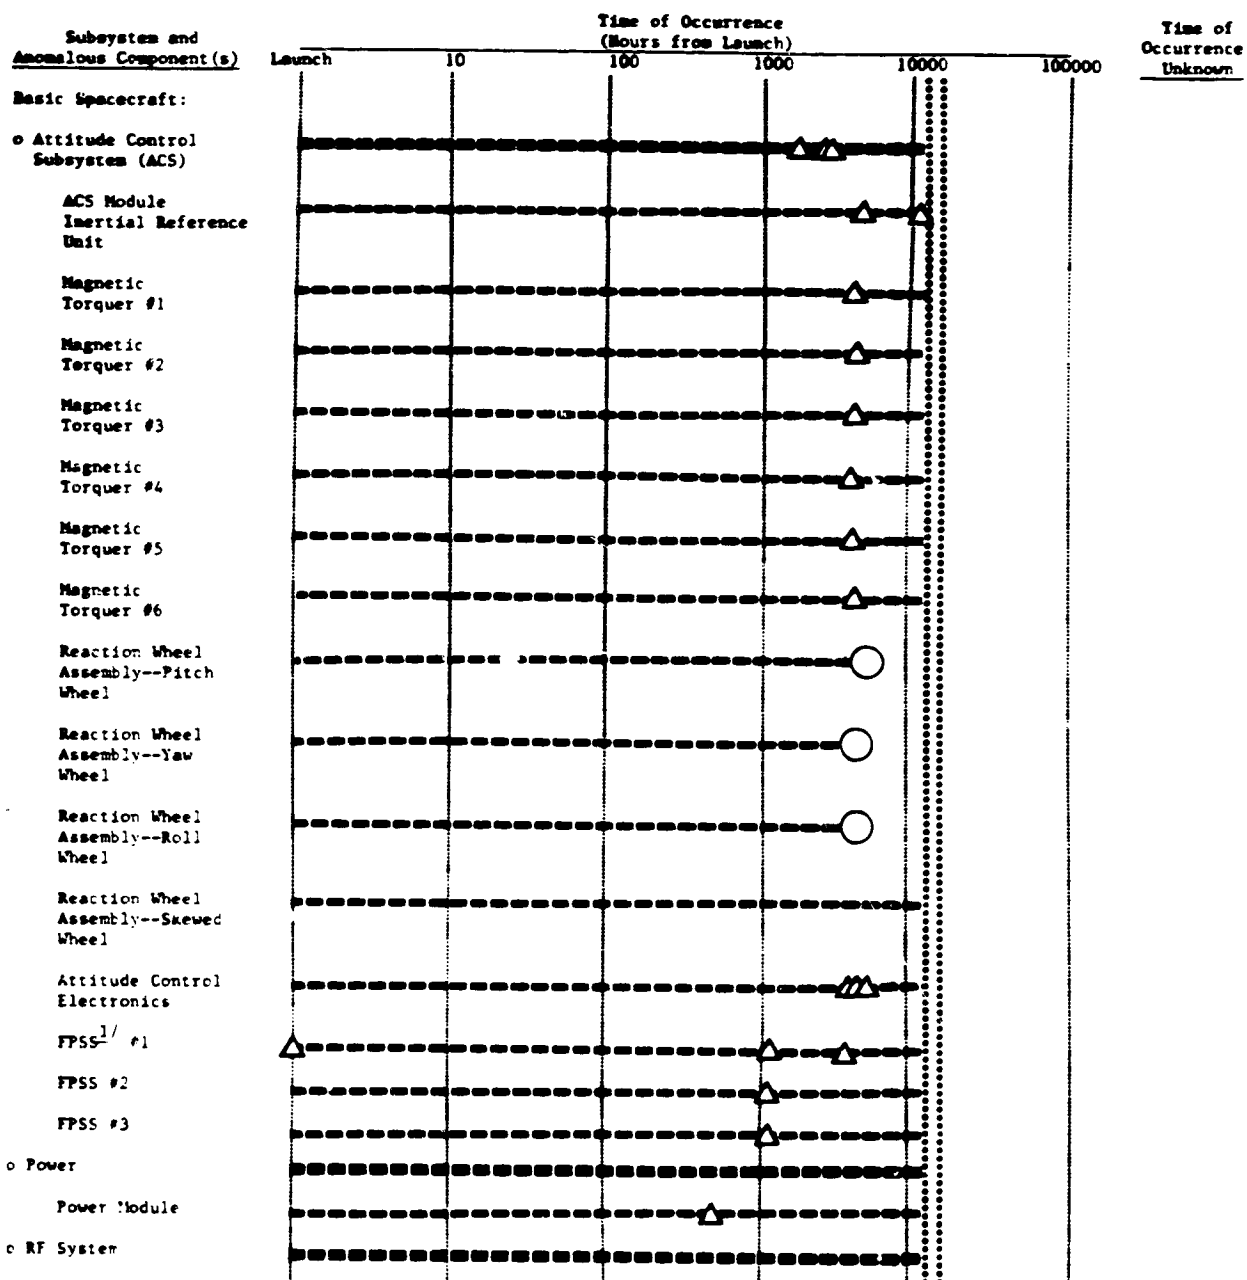 Time of Occurrence
(Hours from Launch)
Subsystem and
Anomalous Component(s)
Time of
Occurrence
Unknown
Launch 10 100 1000 10000 100000
Basic Spacecraft:
o Attitude Control
Subsystem (ACS)
ACS Module
Inertial Reference
Unit
Magnetic
Torquer #1
Magnetic
Torquer #2
Magnetic
Torquer #3
Magnetic
Torquer #4
Magnetic
Torquer #5
Magnetic
Torquer #6
Reaction Wheel
Assembly--Pitch
Wheel
Reaction Wheel
Assembly--Yaw
Wheel
Reaction Wheel
Assembly--Roll
Wheel
Reaction Wheel
Assembly--Skewed
Wheel
Attitude Control
Electronics
FPSS 1/ #1
FPSS #2
FPSS #3
o Power
Power Module
o RF System